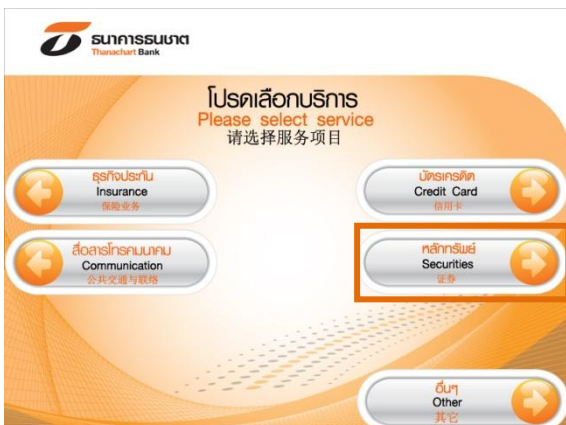 ธนาคารธนชาต
Thanachart Bank
โปรดเลือกบริการ
Please select service
请选择服务项目
ธุรกิจประกัน
Insurance
保险业务
บัตรเครดิต
Credit Card
信用卡
สื่อสารโทรคมนาคม
Communication
公共交通与联络
หลักทรัพย์
Securities
证券
อื่นๆ
Other
其它